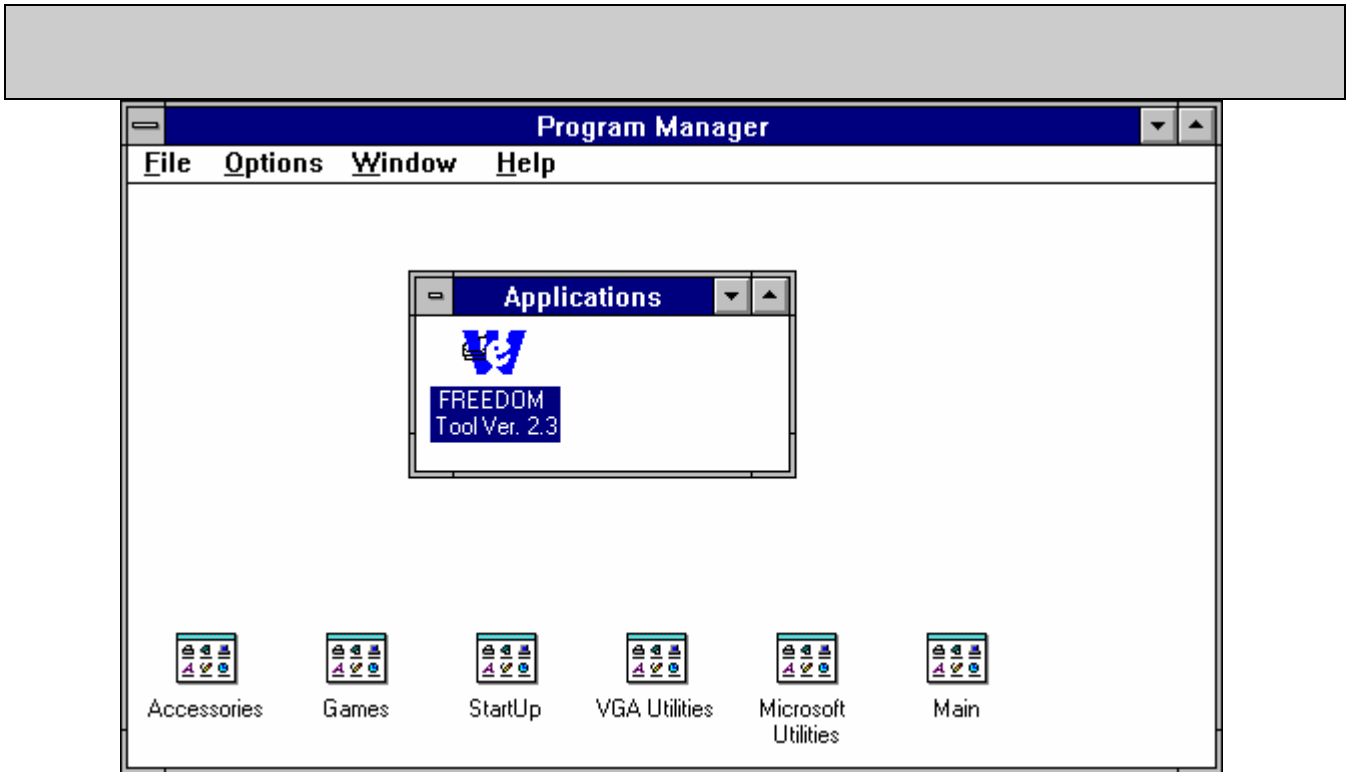 Program Manager
File Options Window Help
Applications
FREEDOM
Tool Ver. 2.3
Accessories Games StartUp VGA Utilities Microsoft Utilities Main